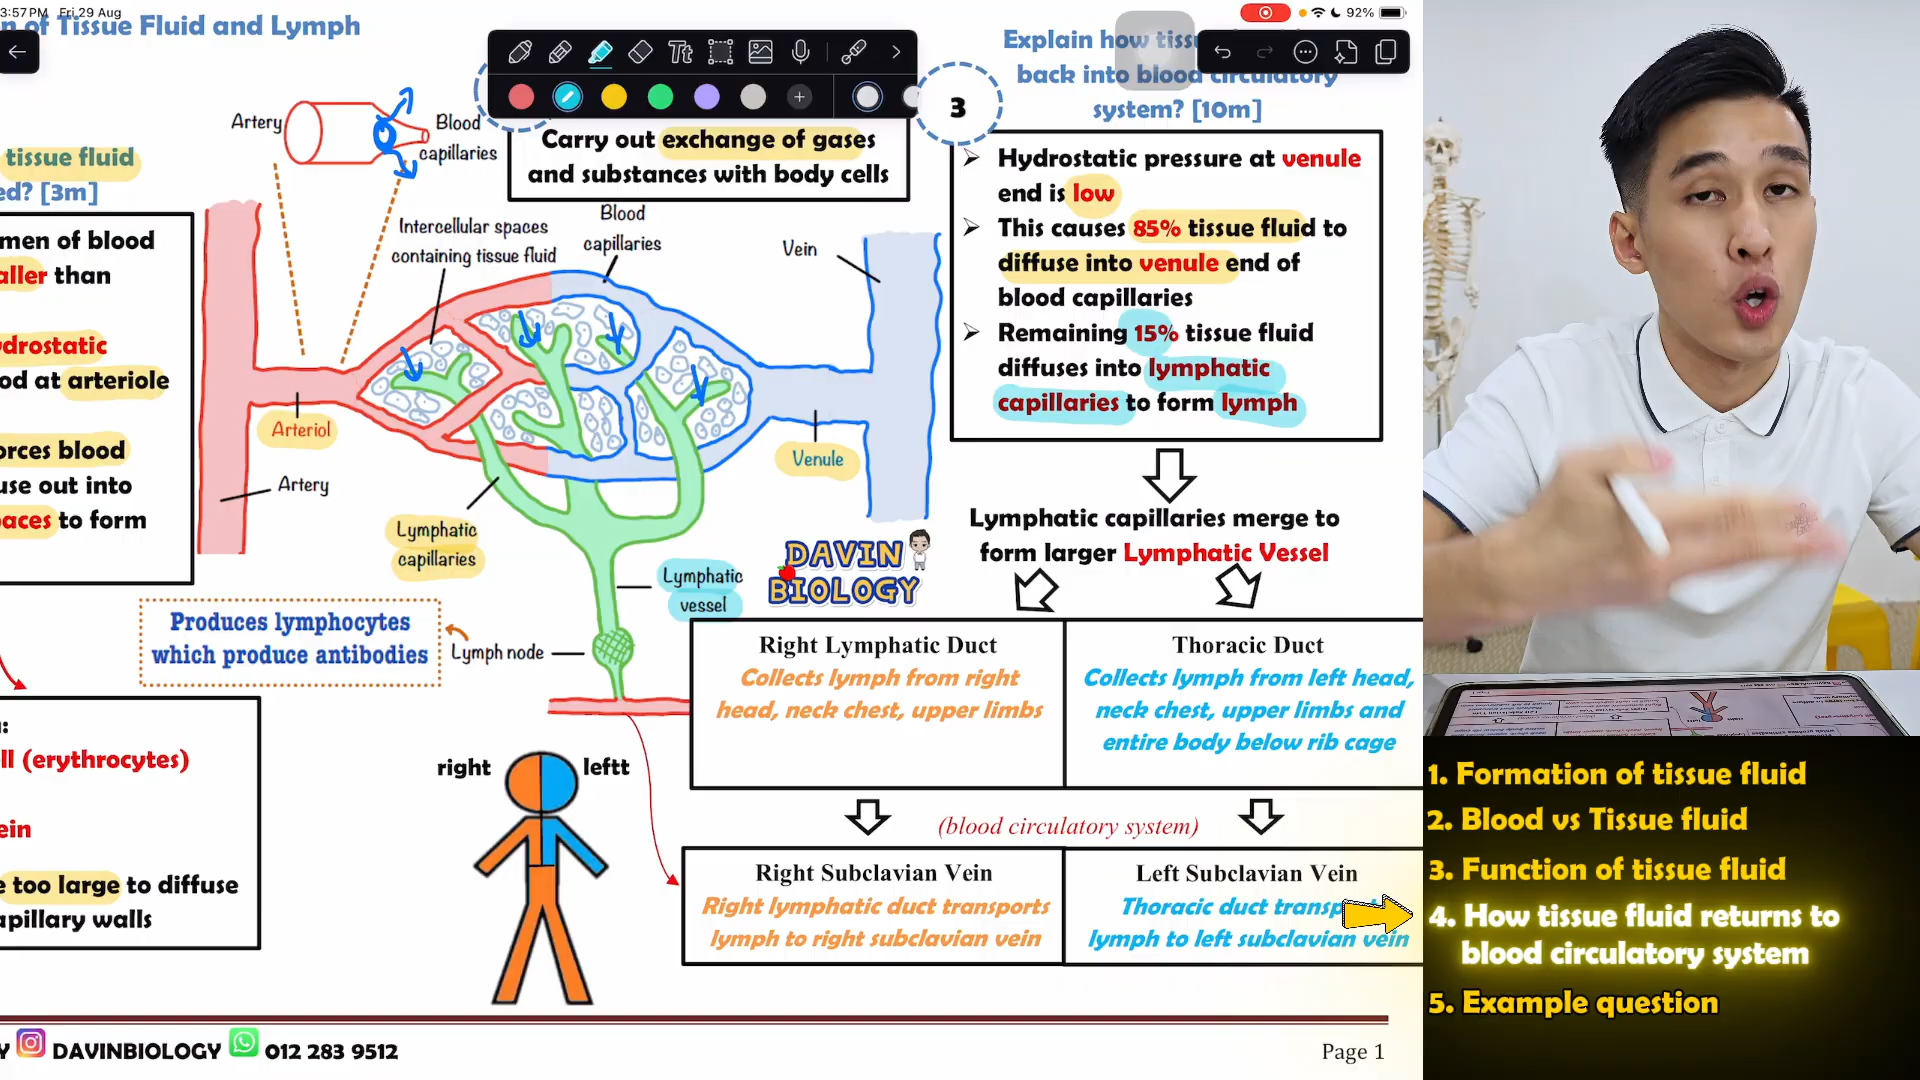 3:57 PM Fri 29 Aug
92%
n of Tissue Fluid and Lymph
tissue fluid
ed? [3m]
men of blood
aller than
drostatic
od at arteriole
orces blood
use out into
paces to form
Artery
Blood
capillaries
Tt
Carry out exchange of gases
and substances with body cells
Intercellular spaces
containing tissue fluid
Blood
capillaries
Vein
Arteriol
Artery
Venule
Lymphatic
capillaries
Lymphatic
vessel
DAVIN
BIOLOGY
Produces lymphocytes
which produce antibodies
Lymph node
3
Explain how tiss
back into blood circulatory
system? [10m]
Hydrostatic pressure at venule
end is low
This causes 85% tissue fluid to
diffuse into venule end of
blood capillaries
Remaining 15% tissue fluid
diffuses into lymphatic
capillaries to form lymph
Lymphatic capillaries merge to
form larger Lymphatic Vessel
Right Lymphatic Duct
Collects lymph from right
head, neck chest, upper limbs
Thoracic Duct
Collects lymph from left head,
neck chest, upper limbs and
entire body below rib cage
(blood circulatory system)
Right Subclavian Vein
Right lymphatic duct transports
lymph to right subclavian vein
Left Subclavian Vein
Thoracic duct transp
lymph to left subclavian vein
right
leftt
:
ll (erythrocytes)
ein
e too large to diffuse
apillary walls
Y DAVINBIOLOGY 012 283 9512
Page 1
1. Formation of tissue fluid
2. Blood vs Tissue fluid
3. Function of tissue fluid
4. How tissue fluid returns to
blood circulatory system
5. Example question